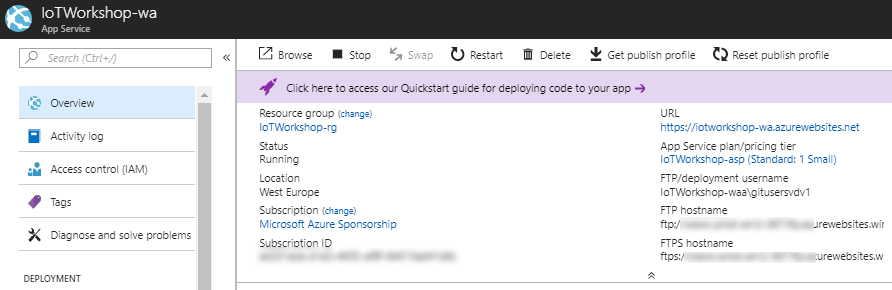 IoTWorkshop-wa
App Service
Search (Ctrl+/)
Overview
Activity log
Access control (IAM)
Tags
Diagnose and solve problems
DEPLOYMENT
Browse Stop Swap Restart Delete Get publish profile Reset publish profile
Click here to access our Quickstart guide for deploying code to your app
Resource group (change)
IoTWorkshop-rg
Status
Running
Location
West Europe
Subscription (change)
Microsoft Azure Sponsorship
Subscription ID
URL
https://iotworkshop-wa.azurewebsites.net
App Service plan/pricing tier
IoTWorkshop-asp (Standard: 1 Small)
FTP/deployment username
IoTWorkshop-waa\gitusersvdv1
FTP hostname
ftp:/ urewebsites.win
FTPS hostname
ftps:/ urewebsites.w